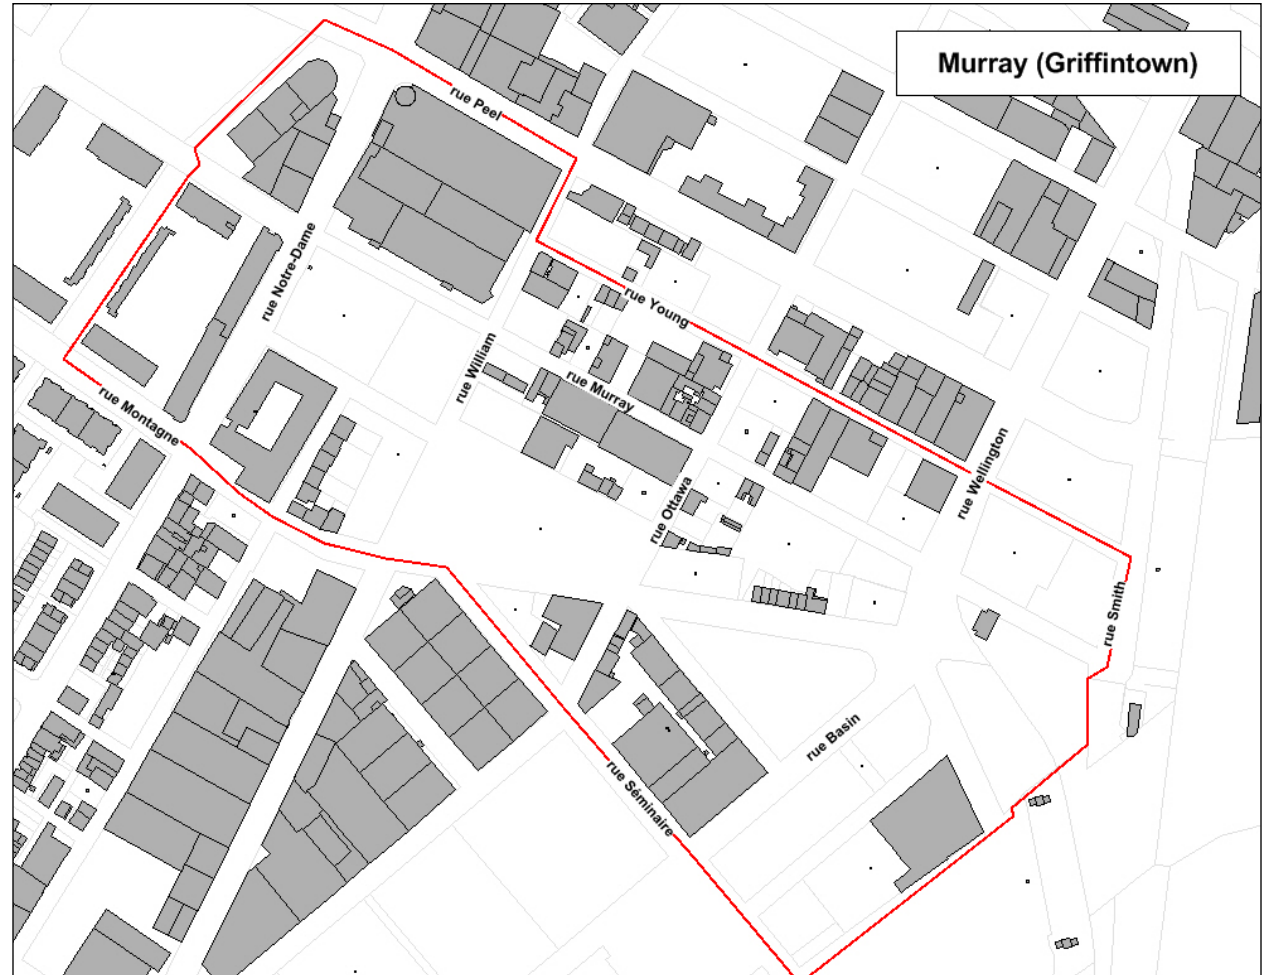 Murray (Griffintown)
rue Peel
rue Notre-Dame
rue Young
rue William
rue Murray
rue Montagne
rue Wellington
rue Ottawa
rue Smith
rue Basin
rue Séminaire